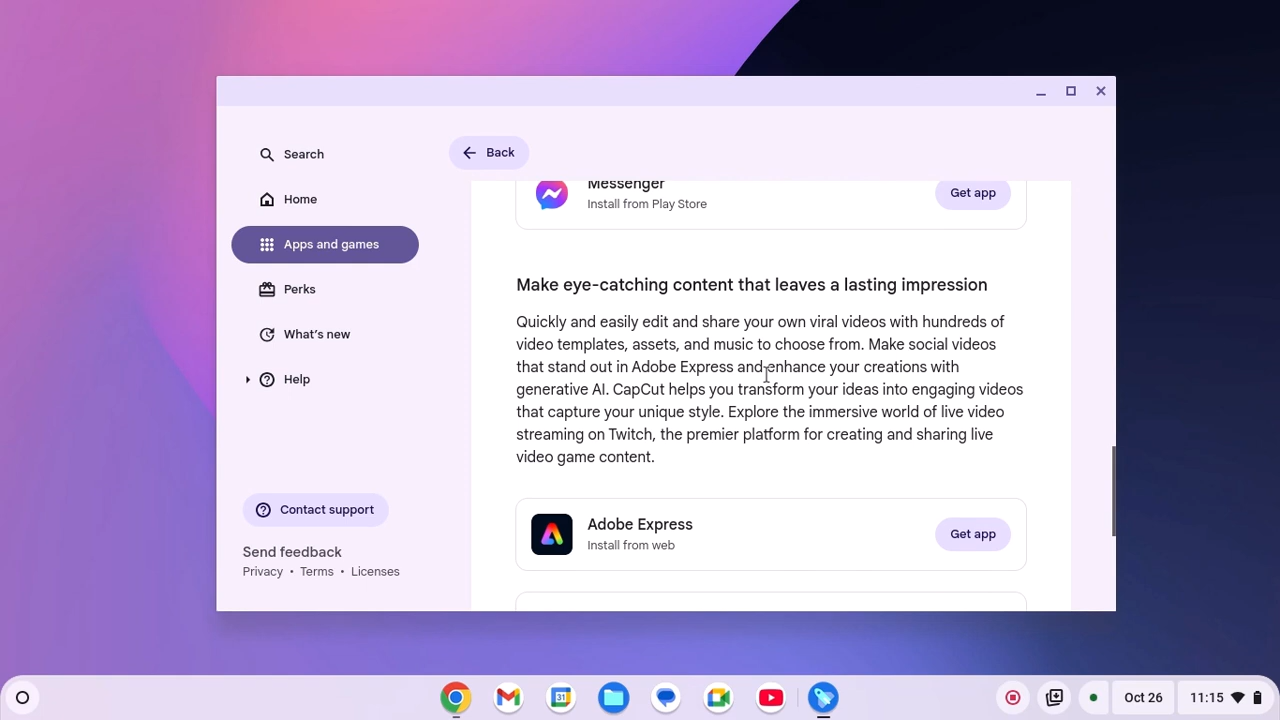 Search
Back
Messenger
Install from Play Store
Get app
Home
Apps and games
Perks
What's new
Help
Make eye-catching content that leaves a lasting impression
Quickly and easily edit and share your own viral videos with hundreds of
video templates, assets, and music to choose from. Make social videos
that stand out in Adobe Express and enhance your creations with
generative AI. CapCut helps you transform your ideas into engaging videos
that capture your unique style. Explore the immersive world of live video
streaming on Twitch, the premier platform for creating and sharing live
video game content.
Contact support
Send feedback
Privacy • Terms • Licenses
Adobe Express
Install from web
Get app
31
Oct 26
11:15